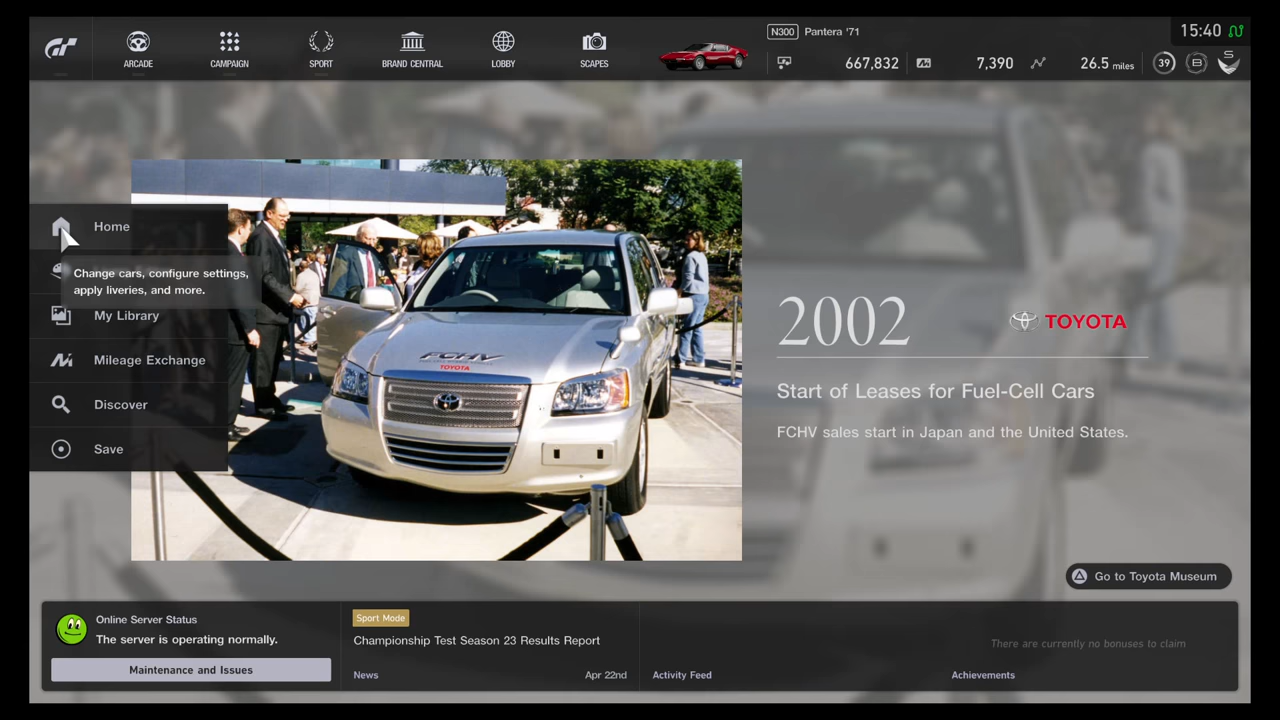 ARCADE
CAMPAIGN
SPORT
BRAND CENTRAL
LOBBY
SCAPES
N300 Pantera '71
667,832
7,390
26.5 miles
39
B
S
15:40
Home
Change cars, configure settings,
apply liveries, and more.
My Library
Mileage Exchange
Discover
Save
FCHV
TOYOTA
2002
TOYOTA
Start of Leases for Fuel-Cell Cars
FCHV sales start in Japan and the United States.
Go to Toyota Museum
Online Server Status
The server is operating normally.
Maintenance and Issues
Sport Mode
Championship Test Season 23 Results Report
News
Apr 22nd
Activity Feed
There are currently no bonuses to claim
Achievements